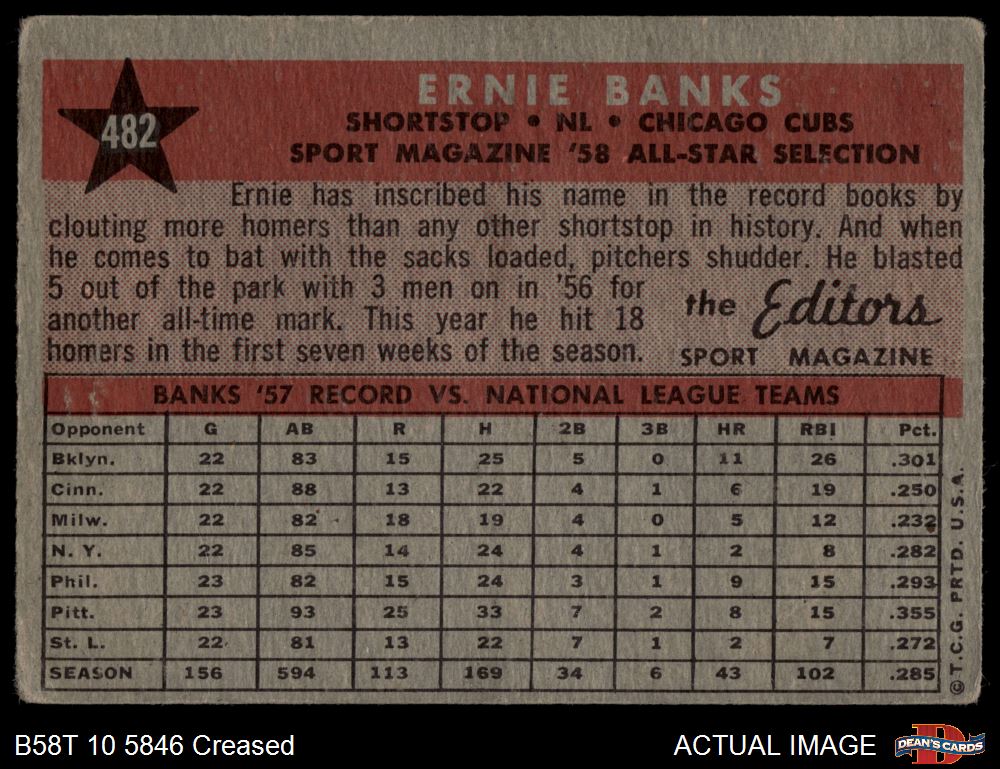 482
ERNIE BANKS
SHORTSTOP • NL • CHICAGO CUBS
SPORT MAGAZINE '58 ALL-STAR SELECTION
Ernie has inscribed his name in the record books by
clouting more homers than any other shortstop in history. And when
he comes to bat with the sacks loaded, pitchers shudder. He blasted
5 out of the park with 3 men on in '56 for
another all-time mark. This year he hit 18
homers in the first seven weeks of the season.
the Editors
SPORT MAGAZINE
BANKS '57 RECORD VS. NATIONAL LEAGUE TEAMS
Opponent G AB R H 2B 3B HR RBI Pct.
Bklyn. 22 83 15 25 5 0 11 26 .301
Cinn. 22 88 13 22 4 1 6 19 .250
Milw. 22 82 18 19 4 0 5 12 .232
N. Y. 22 85 14 24 4 1 2 8 .282
Phil. 23 82 15 24 3 1 9 15 .293
Pitt. 23 93 25 33 7 2 8 15 .355
St. L. 22 81 13 22 7 1 2 7 .272
SEASON 156 594 113 169 34 6 43 102 .285
© T.C.G. PRTD. U.S.A.
B58T 10 5846 Creased
ACTUAL IMAGE
DEAN'S CARDS